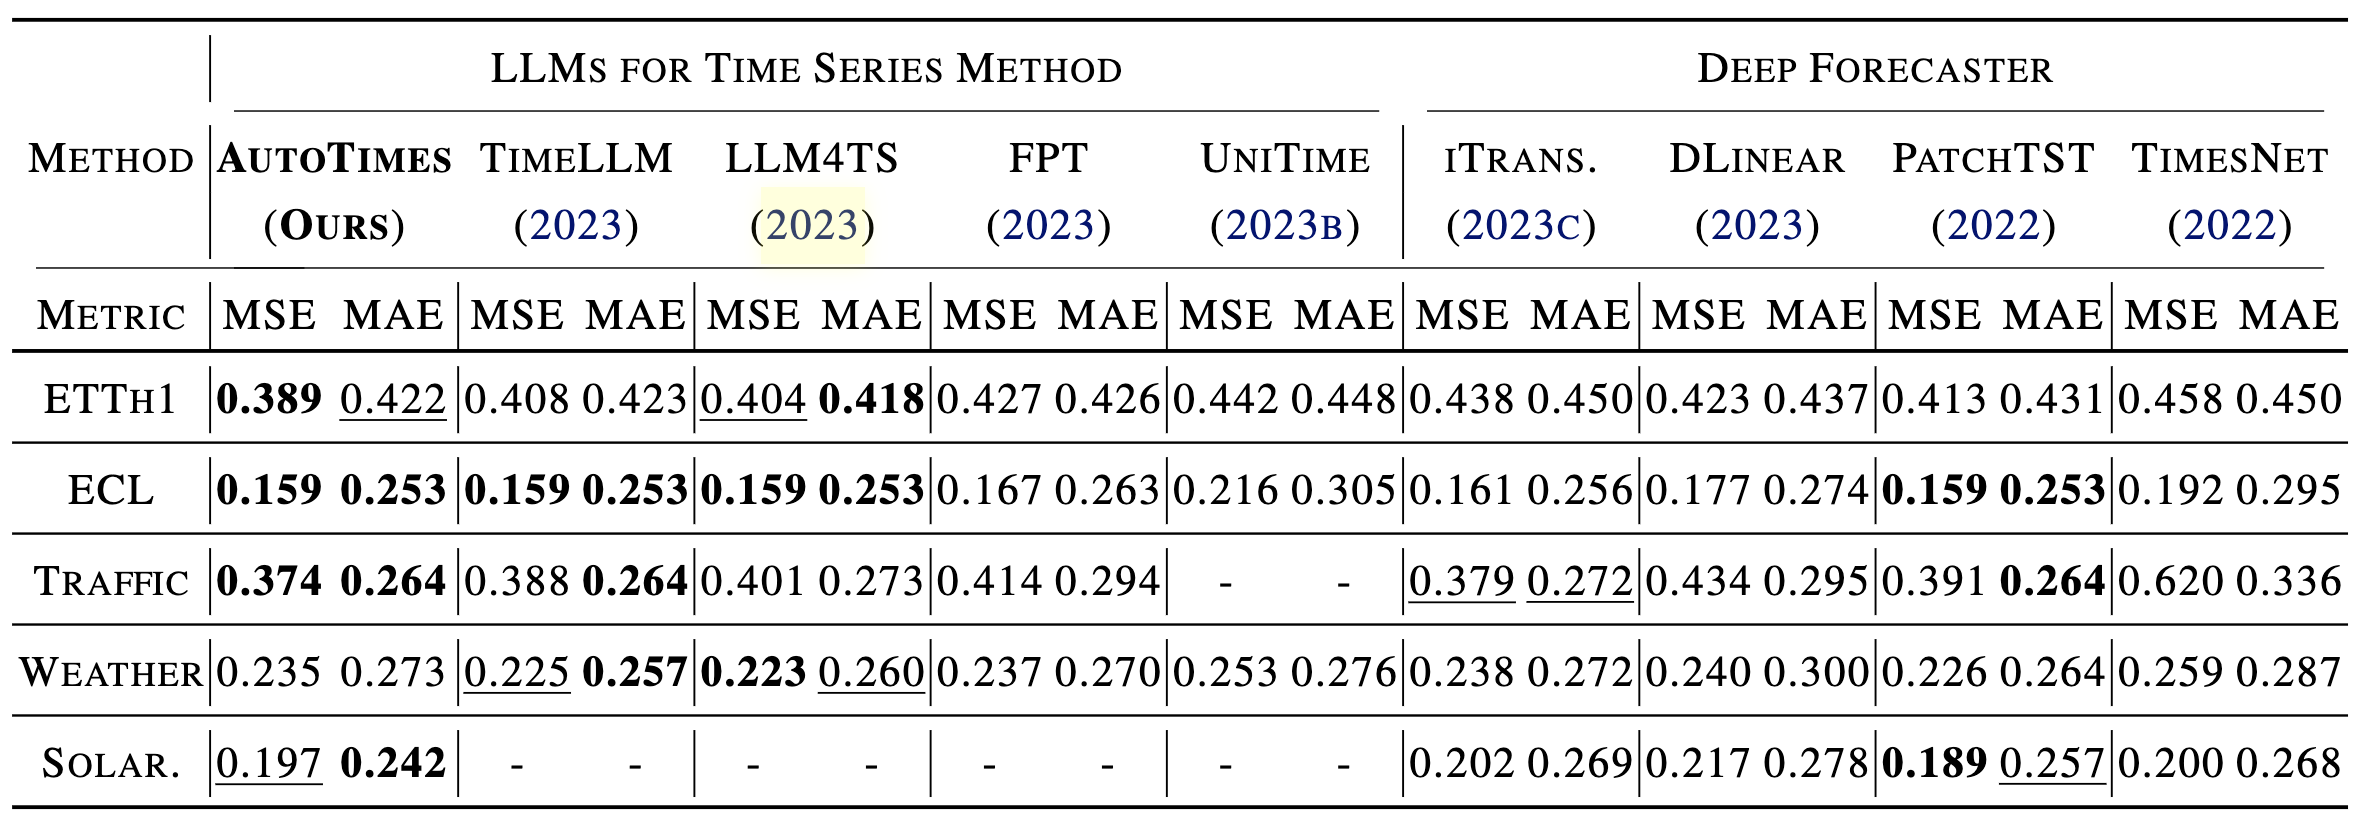 LLMS FOR TIME SERIES METHOD DEEP FORECASTER
METHOD AUTOTIMES TIMELLM LLM4TS FPT UNITIME ITRANS. DLINEAR PATCHTST TIMESNET
(OURS) (2023) (2023) (2023) (2023B) (2023C) (2023) (2022) (2022)
METRIC MSE MAE MSE MAE MSE MAE MSE MAE MSE MAE MSE MAE MSE MAE MSE MAE MSE MAE
ETTH1 0.389 0.422 0.408 0.423 0.404 0.418 0.427 0.426 0.442 0.448 0.438 0.450 0.423 0.437 0.413 0.431 0.458 0.450
ECL 0.159 0.253 0.159 0.253 0.159 0.253 0.167 0.263 0.216 0.305 0.161 0.256 0.177 0.274 0.159 0.253 0.192 0.295
TRAFFIC 0.374 0.264 0.388 0.264 0.401 0.273 0.414 0.294 - - 0.379 0.272 0.434 0.295 0.391 0.264 0.620 0.336
WEATHER 0.235 0.273 0.225 0.257 0.223 0.260 0.237 0.270 0.253 0.276 0.238 0.272 0.240 0.300 0.226 0.264 0.259 0.287
SOLAR. 0.197 0.242 - - - - - - - - 0.202 0.269 0.217 0.278 0.189 0.257 0.200 0.268